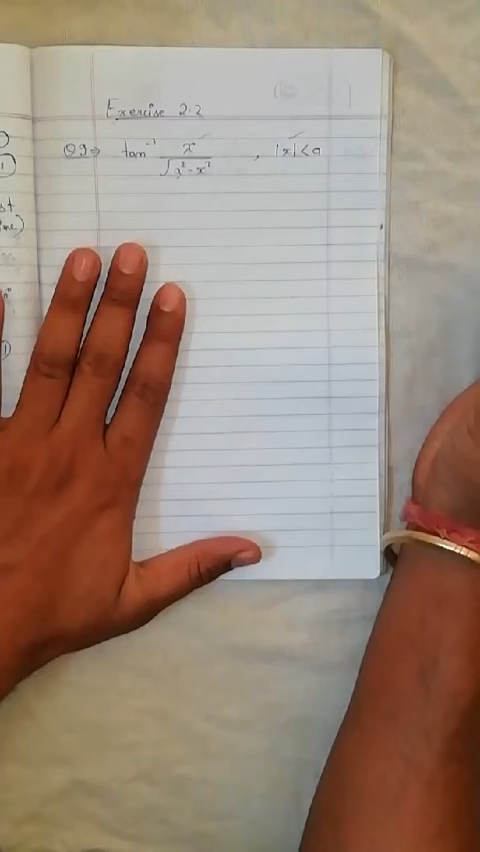 Exercise 2.2
Q9⇒ tan⁻¹ x/√(a² - x²) , |x| < a